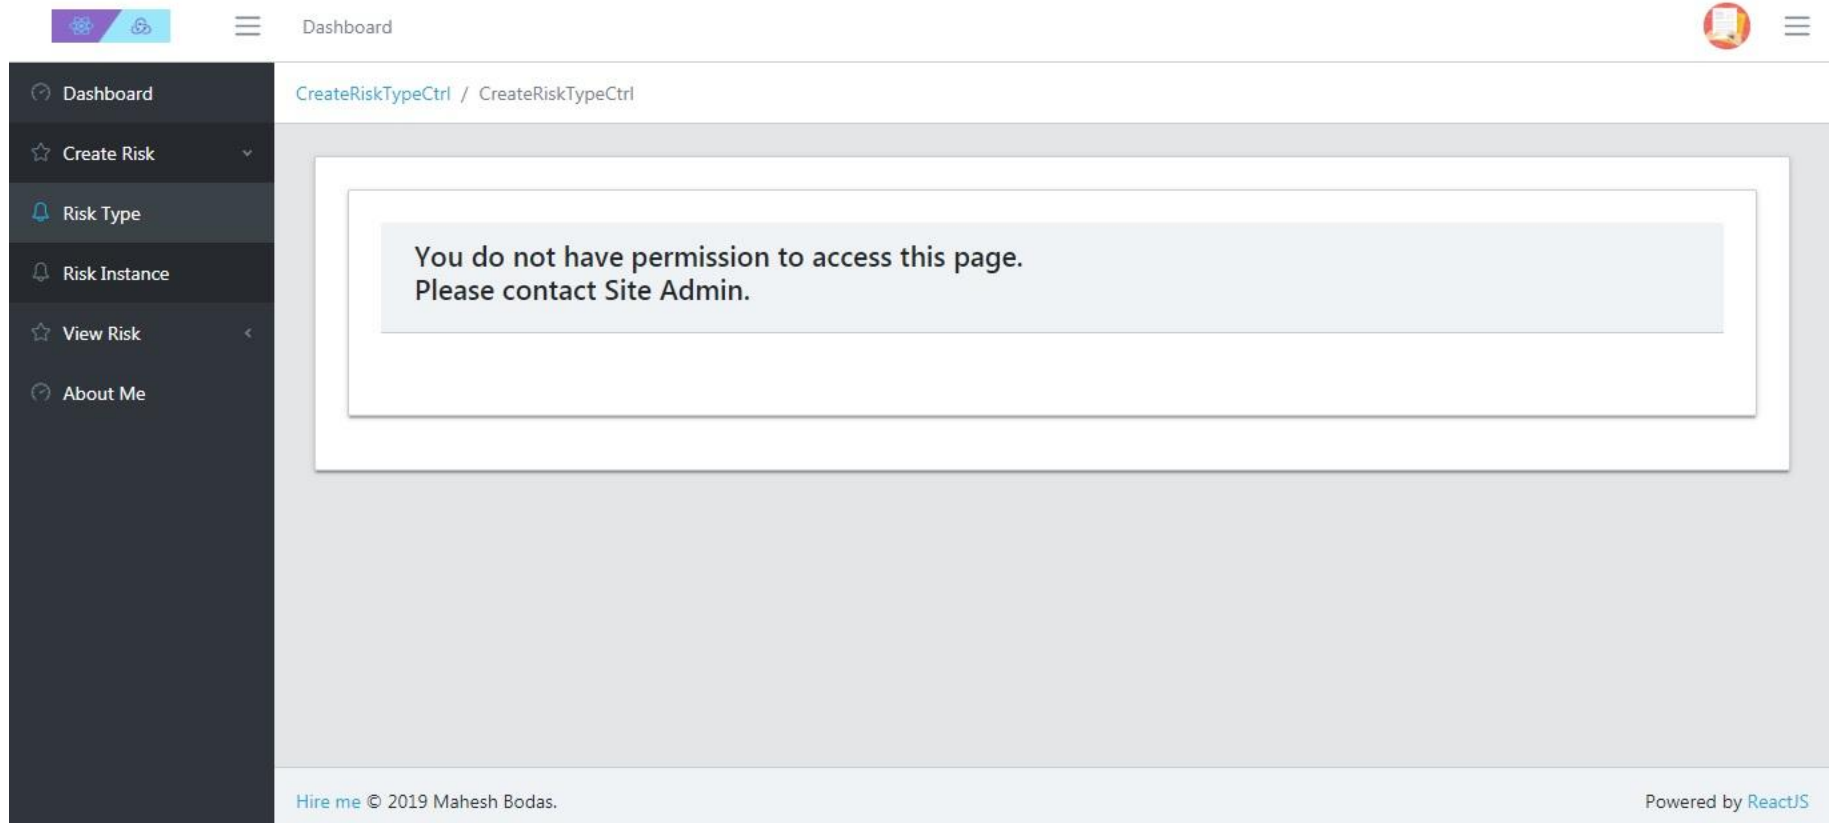 Dashboard
Dashboard
CreateRiskTypeCtrl / CreateRiskTypeCtrl
Create Risk
Risk Type
Risk Instance
View Risk
About Me
You do not have permission to access this page.
Please contact Site Admin.
Hire me © 2019 Mahesh Bodas.
Powered by ReactJS